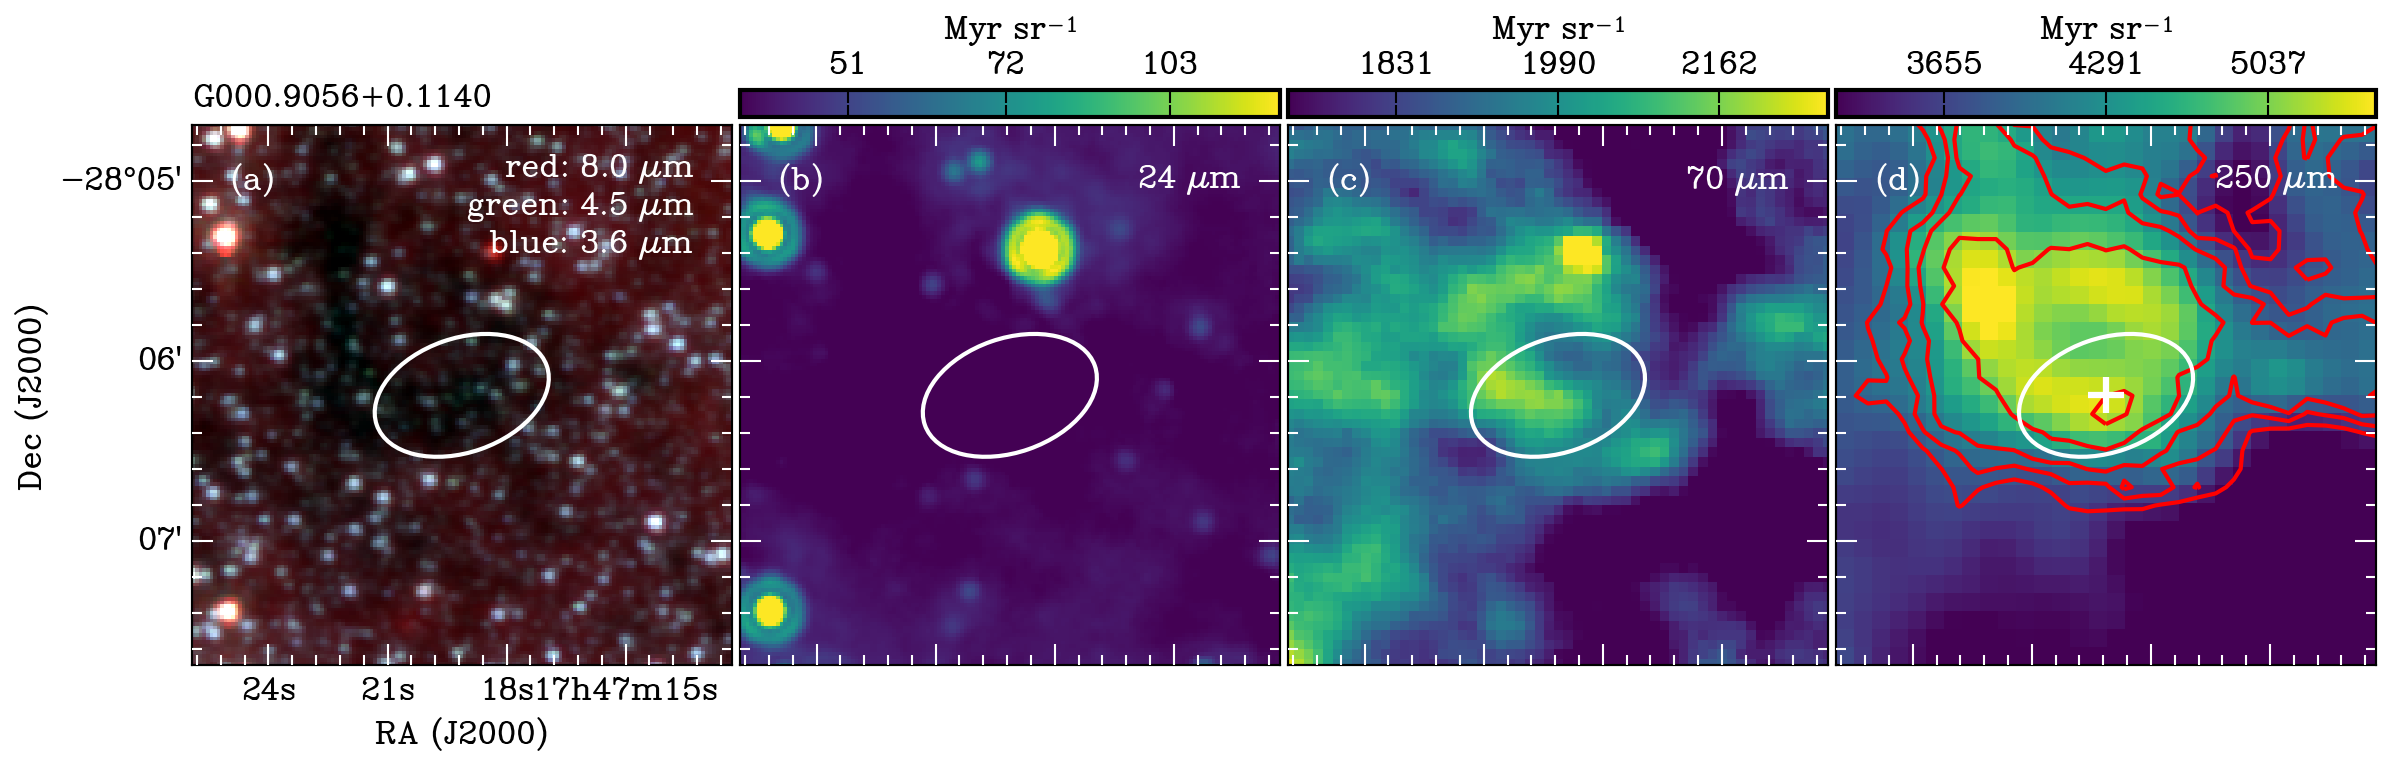 Myr sr⁻¹ Myr sr⁻¹ Myr sr⁻¹
51 72 103 1831 1990 2162 3655 4291 5037
G000.9056+0.1140
(a) red: 8.0 μm
green: 4.5 μm
blue: 3.6 μm
(b) 24 μm
(c) 70 μm
(d) 250 μm
−28°05′
06′
07′
Dec (J2000)
24s 21s 18s17h47m15s
RA (J2000)